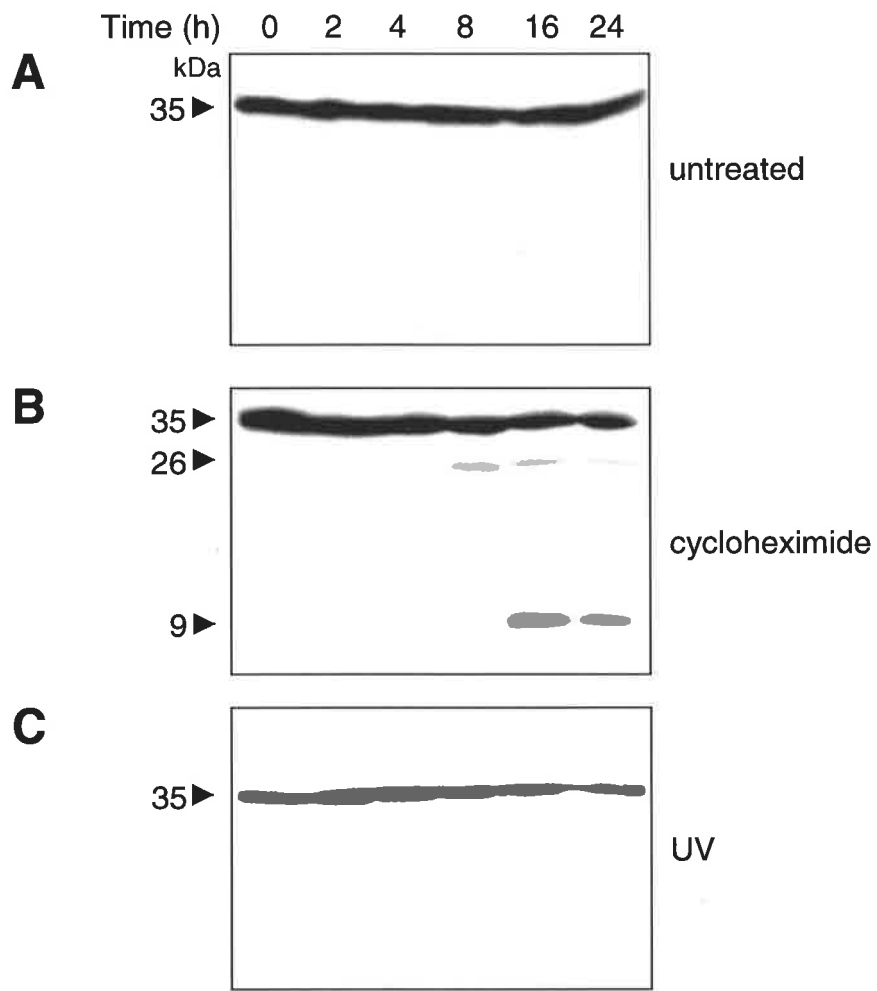 Time (h) 0 2 4 8 16 24
A
kDa
35
untreated
B
35
26
cycloheximide
9
C
35
UV